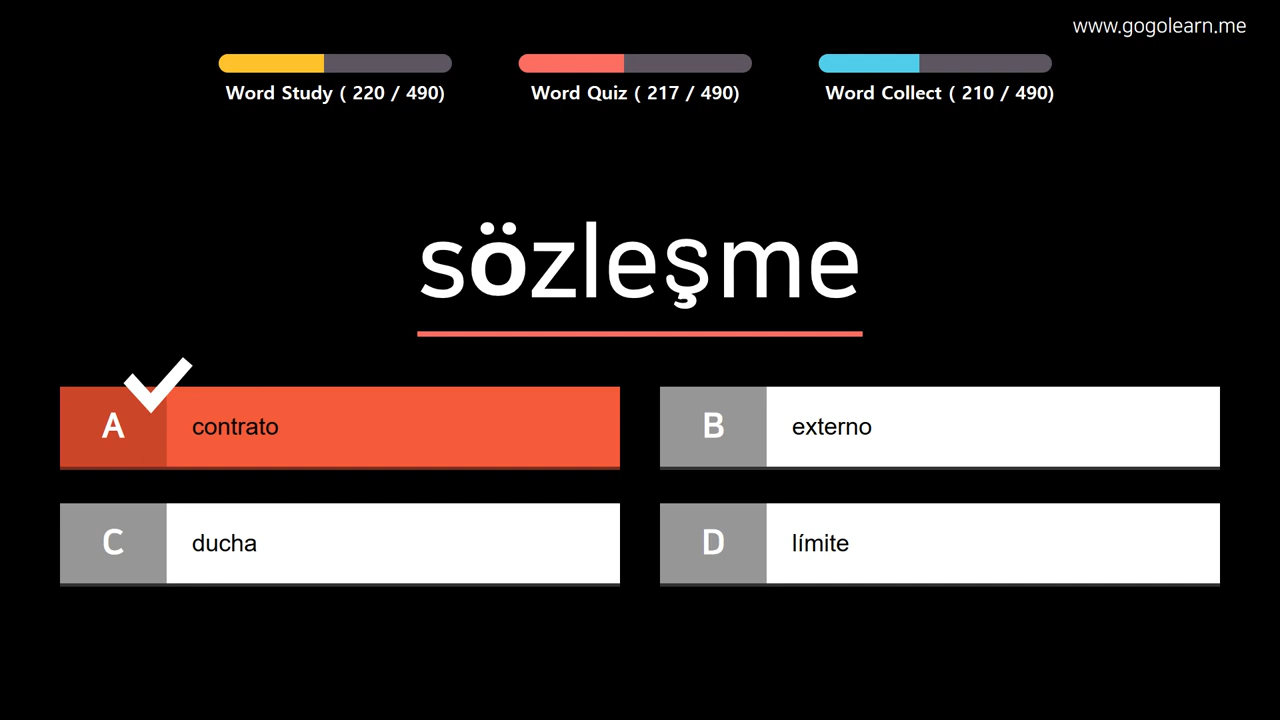 www.gogolearn.me
Word Study ( 220 / 490)
Word Quiz ( 217 / 490)
Word Collect ( 210 / 490)
sözleşme
A contrato
B externo
C ducha
D límite